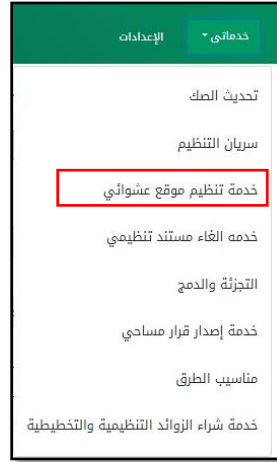 خدماتي الإعدادات
تحديث الصك
سريان التنظيم
خدمة تنظيم موقع عشوائي
خدمه الغاء مستند تنظيمي
التجزئة والدمج
خدمة إصدار قرار مساحي
مناسيب الطرق
خدمة شراء الزوائد التنظيمية والتخطيطية